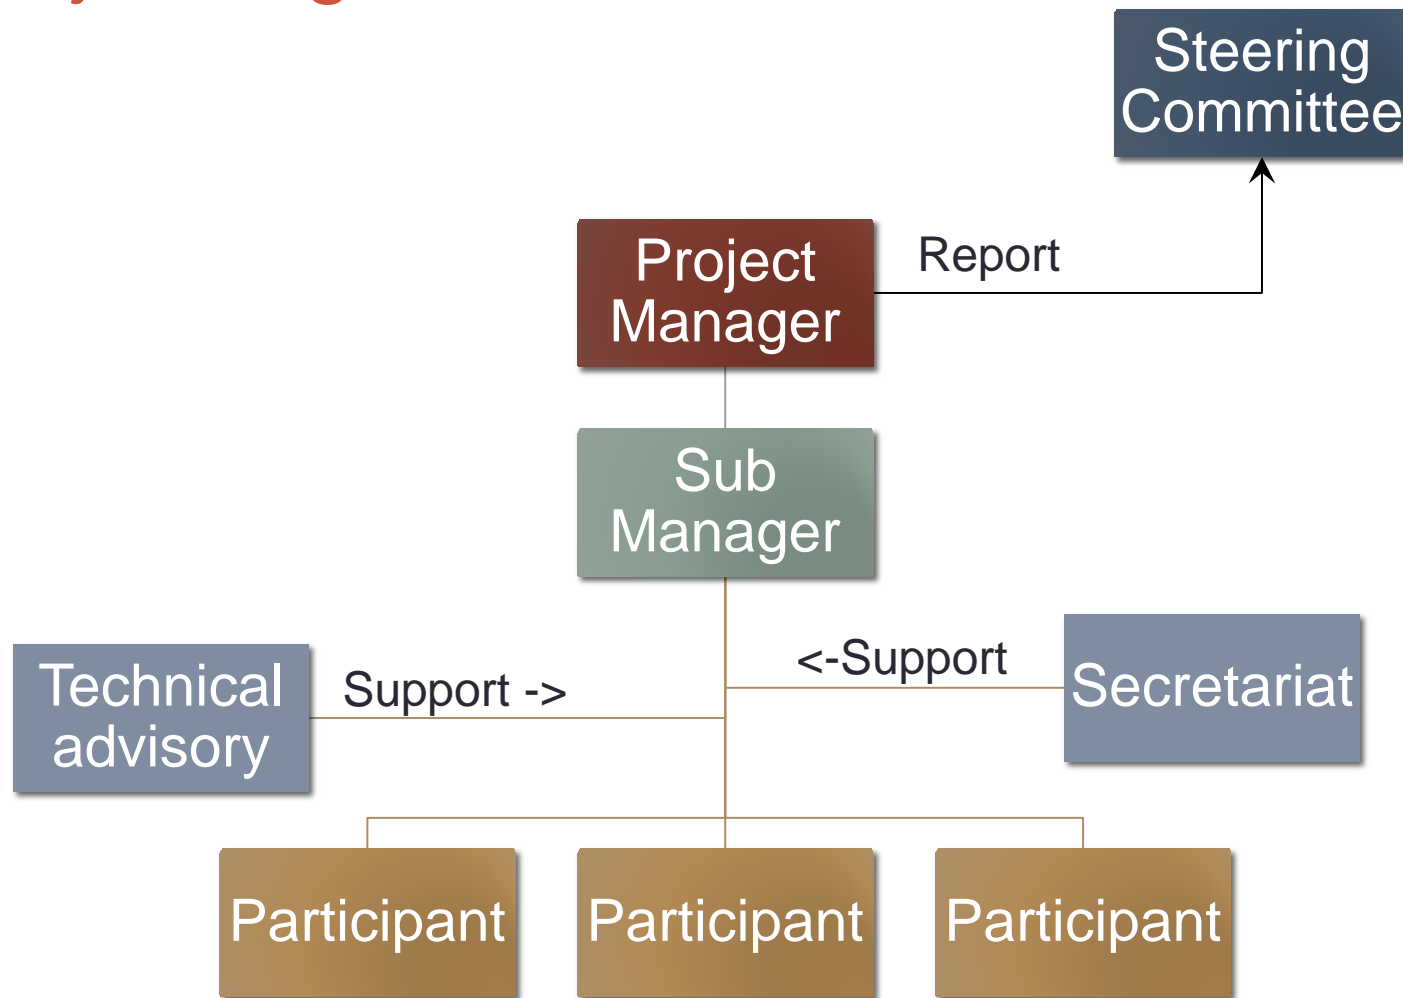 Steering
Committee
Project
Manager
Report
Sub
Manager
Technical
advisory
Support ->
<-Support
Secretariat
Participant
Participant
Participant